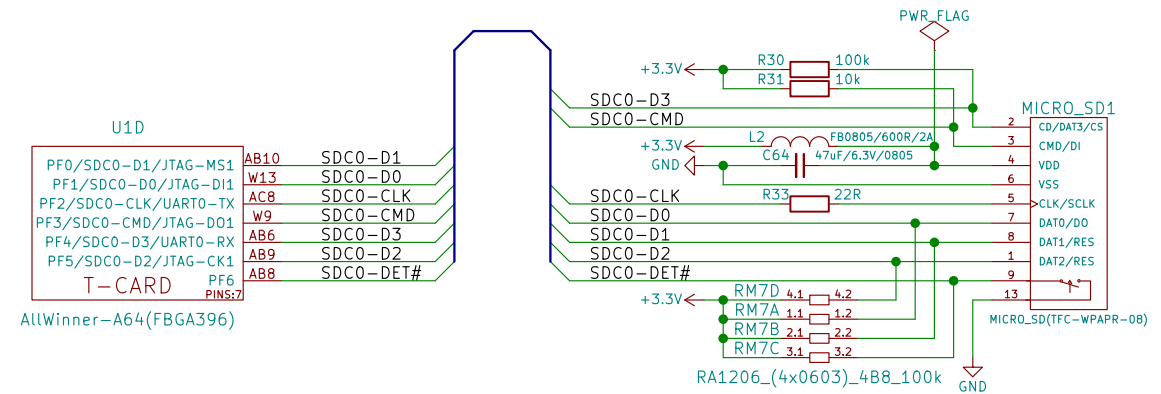 PWR_FLAG
R30 100k
+3.3V
R31 10k
SDC0-D3
SDC0-CMD
MICRO_SD1
2 CD/DAT3/CS
L2 FB0805/600R/2A
+3.3V
3 CMD/DI
C64 47uF/6.3V/0805
GND
4 VDD
6 VSS
SDC0-CLK R33 22R
5 CLK/SCLK
SDC0-D0
7 DAT0/DO
SDC0-D1
8 DAT1/RES
SDC0-D2
1 DAT2/RES
SDC0-DET#
9
13
+3.3V
RM7D 4.1 4.2
RM7A 1.1 1.2
RM7B 2.1 2.2
RM7C 3.1 3.2
MICRO_SD(TFC-WPAPR-08)
RA1206_(4x0603)_4B8_100k
GND
U1D
PF0/SDC0-D1/JTAG-MS1 AB10 SDC0-D1
PF1/SDC0-D0/JTAG-DI1 W13 SDC0-D0
PF2/SDC0-CLK/UART0-TX AC8 SDC0-CLK
PF3/SDC0-CMD/JTAG-DO1 W9 SDC0-CMD
PF4/SDC0-D3/UART0-RX AB6 SDC0-D3
PF5/SDC0-D2/JTAG-CK1 AB9 SDC0-D2
PF6 AB8 SDC0-DET#
T-CARD
PINS:7
AllWinner-A64(FBGA396)